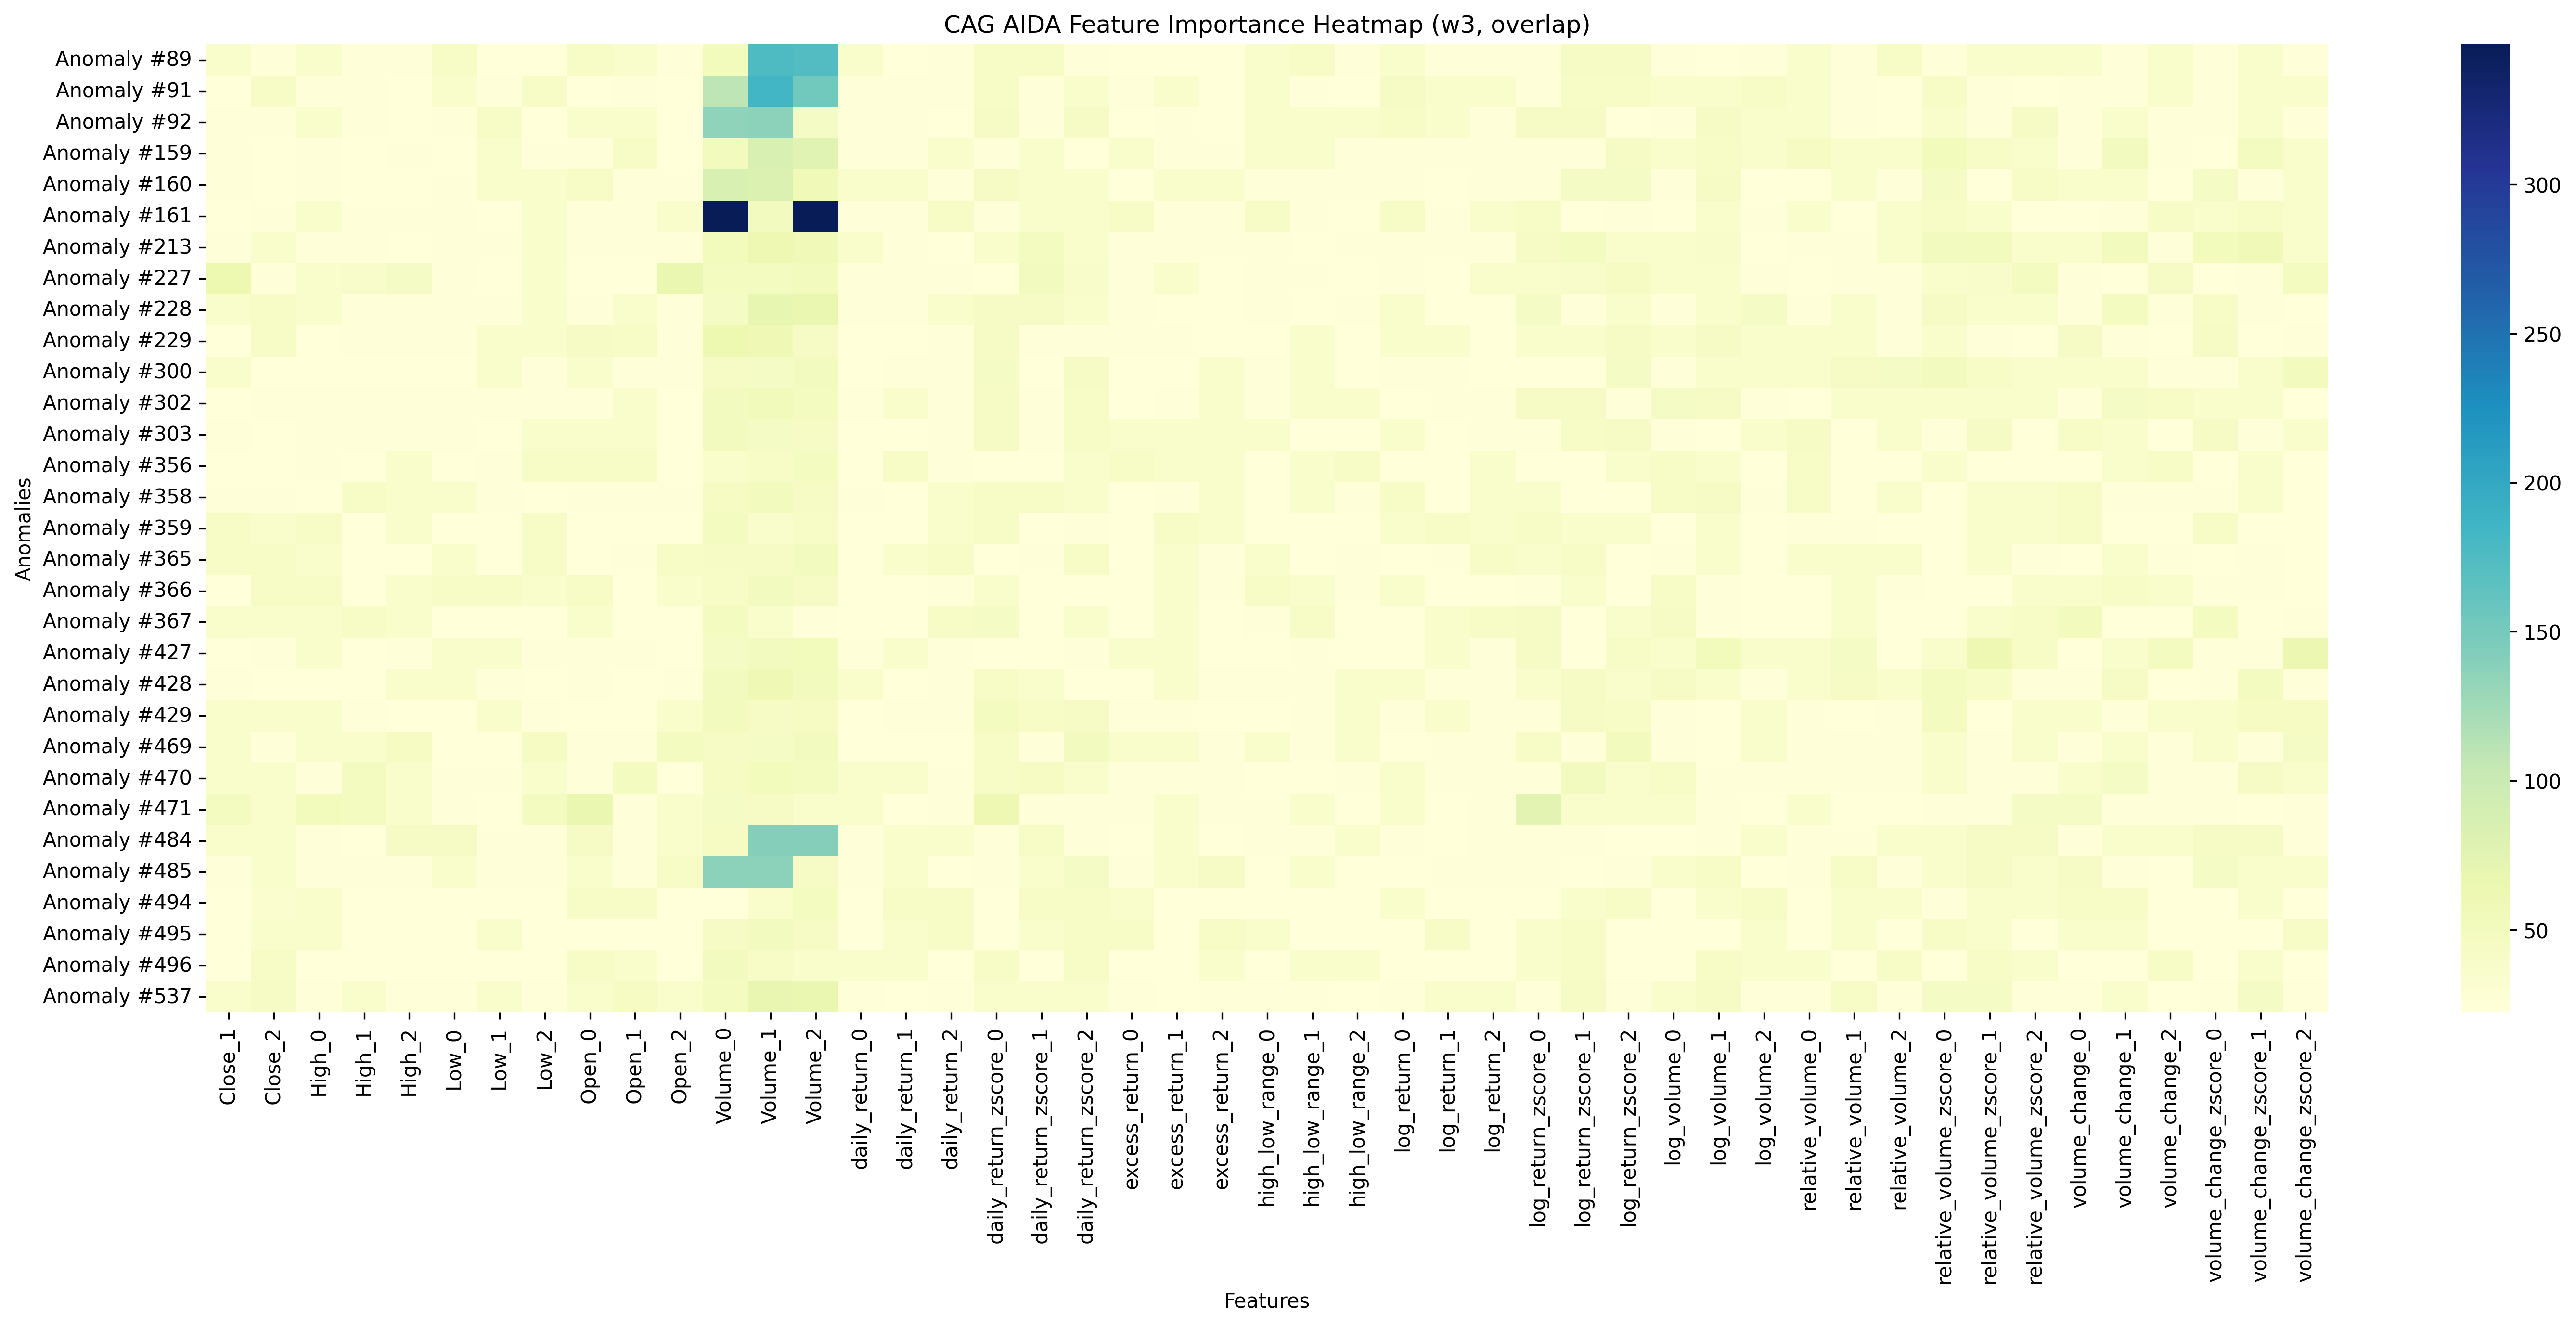 CAG AIDA Feature Importance Heatmap (w3, overlap)
Anomalies
Anomaly #89
Anomaly #91
Anomaly #92
Anomaly #159
Anomaly #160
Anomaly #161
Anomaly #213
Anomaly #227
Anomaly #228
Anomaly #229
Anomaly #300
Anomaly #302
Anomaly #303
Anomaly #356
Anomaly #358
Anomaly #359
Anomaly #365
Anomaly #366
Anomaly #367
Anomaly #427
Anomaly #428
Anomaly #429
Anomaly #469
Anomaly #470
Anomaly #471
Anomaly #484
Anomaly #485
Anomaly #494
Anomaly #495
Anomaly #496
Anomaly #537
Close_1
Close_2
High_0
High_1
High_2
Low_0
Low_1
Low_2
Open_0
Open_1
Open_2
Volume_0
Volume_1
Volume_2
daily_return_0
daily_return_1
daily_return_2
daily_return_zscore_0
daily_return_zscore_1
daily_return_zscore_2
excess_return_0
excess_return_1
excess_return_2
high_low_range_0
high_low_range_1
high_low_range_2
log_return_0
log_return_1
log_return_2
log_return_zscore_0
log_return_zscore_1
log_return_zscore_2
log_volume_0
log_volume_1
log_volume_2
relative_volume_0
relative_volume_1
relative_volume_2
relative_volume_zscore_0
relative_volume_zscore_1
relative_volume_zscore_2
volume_change_0
volume_change_1
volume_change_2
volume_change_zscore_0
volume_change_zscore_1
volume_change_zscore_2
Features
300
250
200
150
100
50